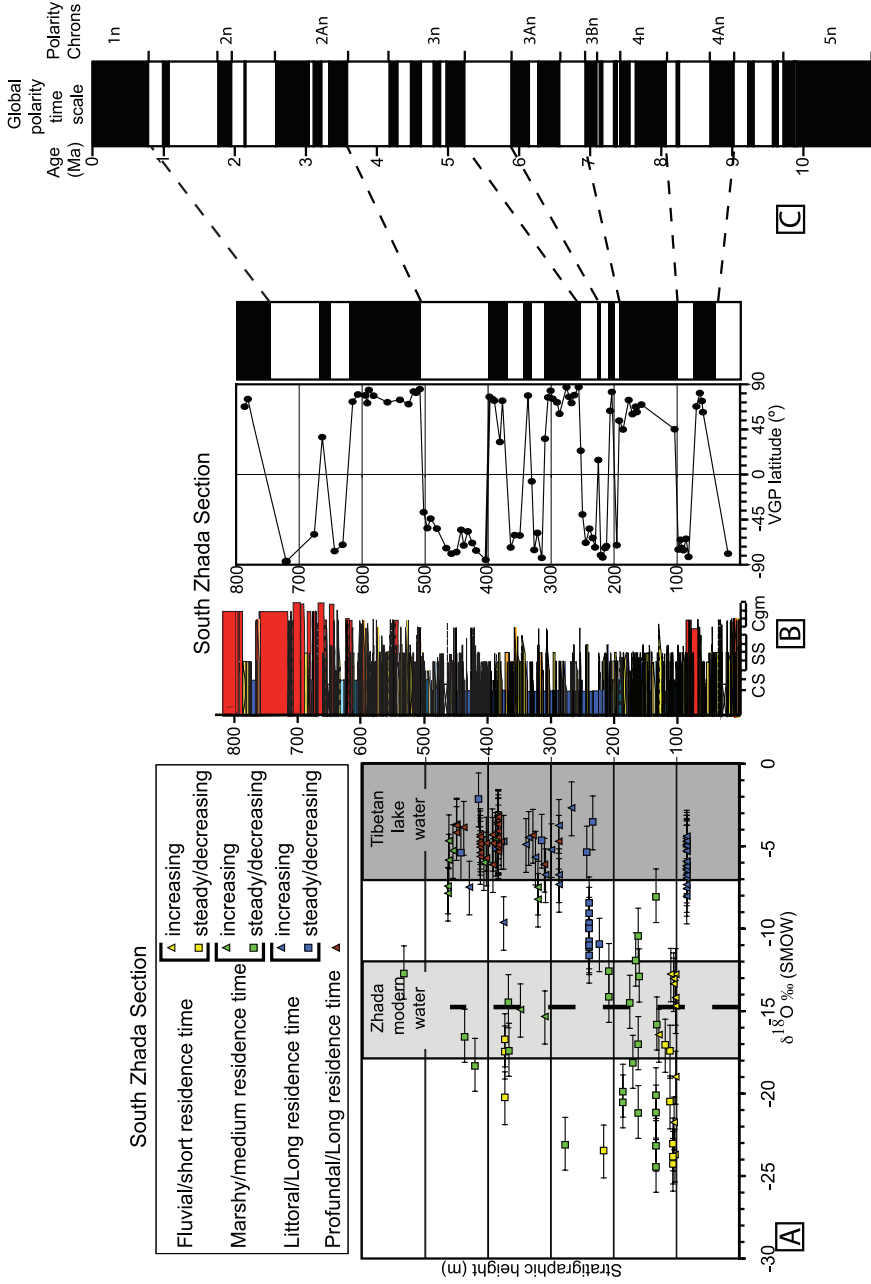 South Zhada Section
Fluvial/short residence time
increasing
steady/decreasing
Marshy/medium residence time
increasing
steady/decreasing
Littoral/Long residence time
increasing
steady/decreasing
Profundal/Long residence time
increasing
Stratigraphic height (m)
Zhada modern water
Tibetan lake water
-30 -25 -20 -15 -10 -5 0
δ18O ‰ (SMOW)
A
800
700
600
500
400
300
200
100
CS SS Cgm
B
South Zhada Section
800
700
600
500
400
300
200
100
-90 -45 0 45 90
VGP latitude (º)
C
Age (Ma)
Global polarity time scale
Polarity Chrons
0
1
2
3
4
5
6
7
8
9
10
1n
2n
2An
3n
3An
3Bn
4n
4An
5n